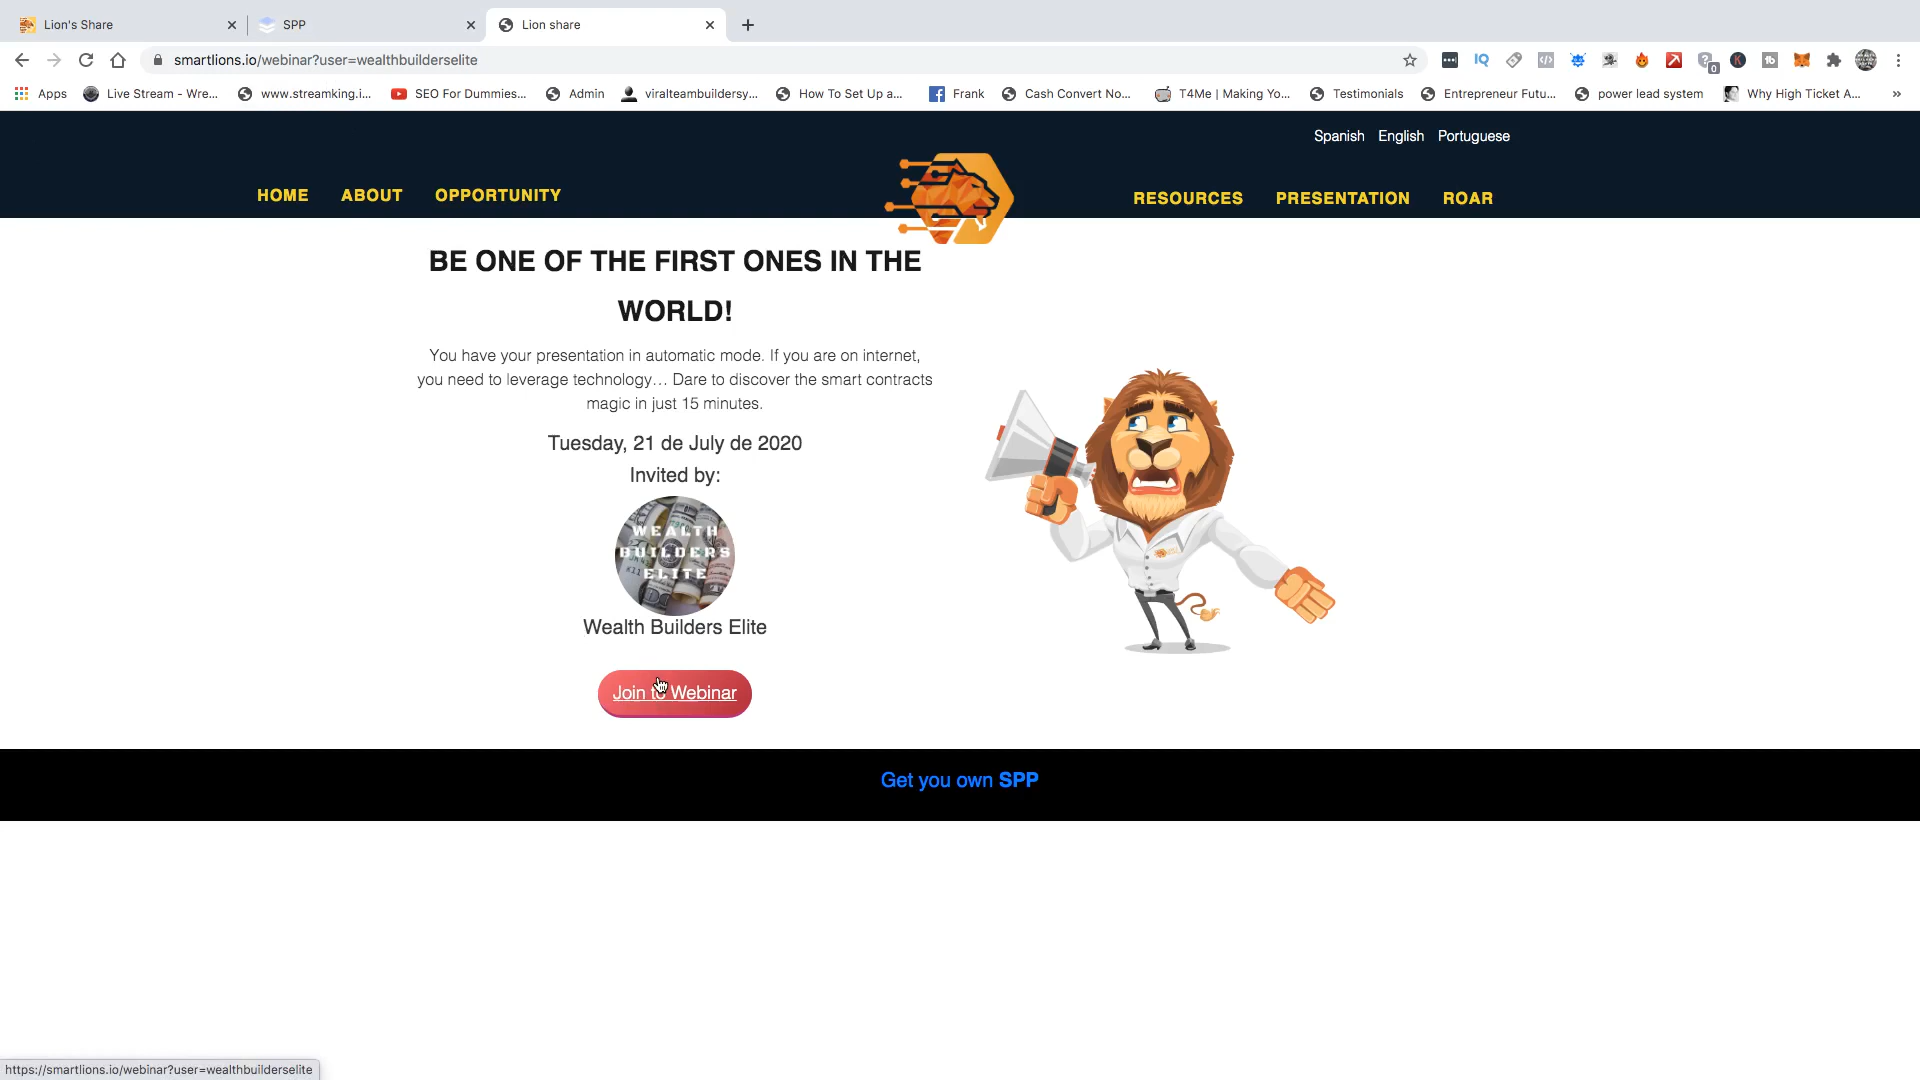 Lion's Share
SPP
Lion share
smartlions.io/webinar?user=wealthbuilderselite
Apps
Live Stream - Wre...
www.streamking.i...
SEO For Dummies...
Admin
viralteambuildersy...
How To Set Up a...
Frank
Cash Convert No...
T4Me | Making Yo...
Testimonials
Entrepreneur Futu...
power lead system
Why High Ticket A...
»
Spanish English Portuguese
HOME ABOUT OPPORTUNITY
RESOURCES PRESENTATION ROAR
BE ONE OF THE FIRST ONES IN THE
WORLD!
You have your presentation in automatic mode. If you are on internet,
you need to leverage technology… Dare to discover the smart contracts
magic in just 15 minutes.
Tuesday, 21 de July de 2020
Invited by:
WEALTH
BUILDERS
ELITE
Wealth Builders Elite
Join to Webinar
Get you own SPP
https://smartlions.io/webinar?user=wealthbuilderselite